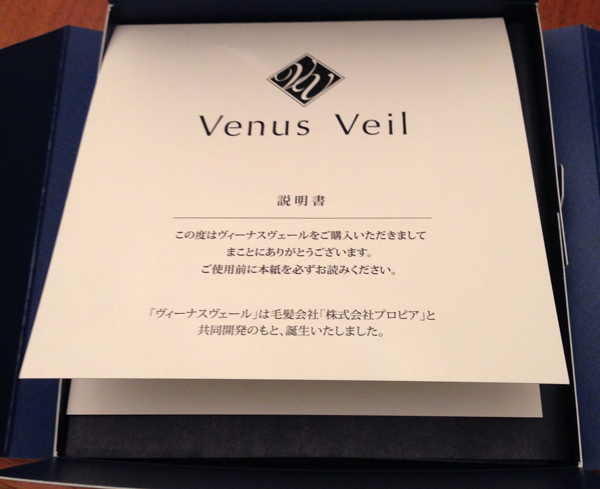 VV
Venus Veil
説明書
この度はヴィーナスヴェールをご購入いただきまして
まことにありがとうございます。
ご使用前に本紙を必ずお読みください。
「ヴィーナスヴェール」は毛髪会社「株式会社プロピア」と
共同開発のもと、誕生いたしました。